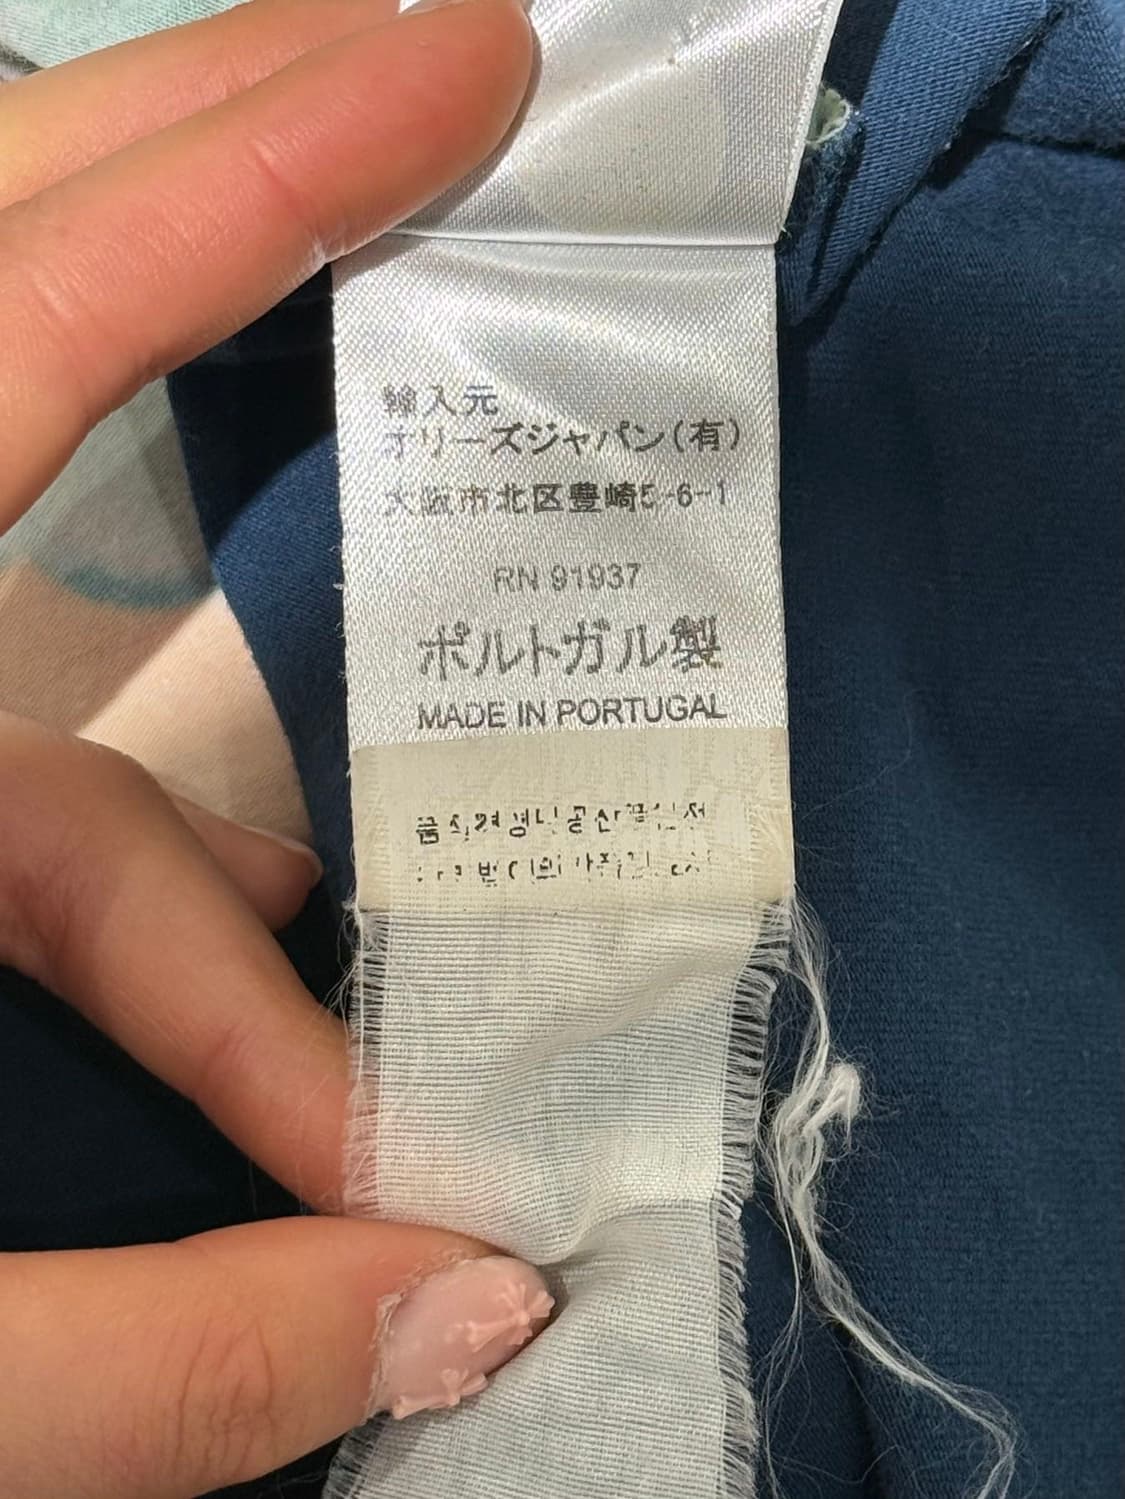 輸入元
オリーズジャパン(有)
大阪市北区豊崎5-6-1
RN 91937
ポルトガル製
MADE IN PORTUGAL